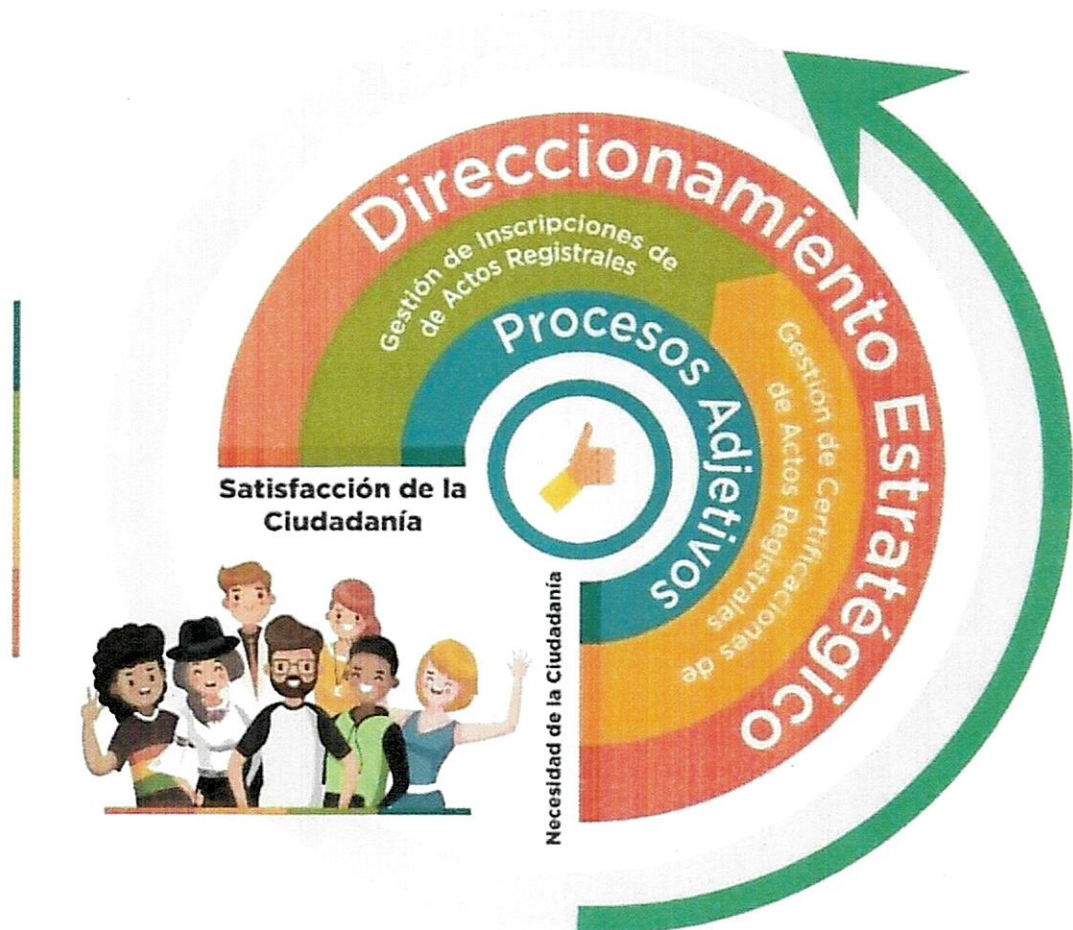 Direccionamiento Estratégico
Gestión de Inscripciones de
de Actos Registrales
Procesos Adjetivos
Gestión de Certificaciones de
de Actos Registrales
Satisfacción de la
Ciudadanía
Necesidad de la Ciudadanía